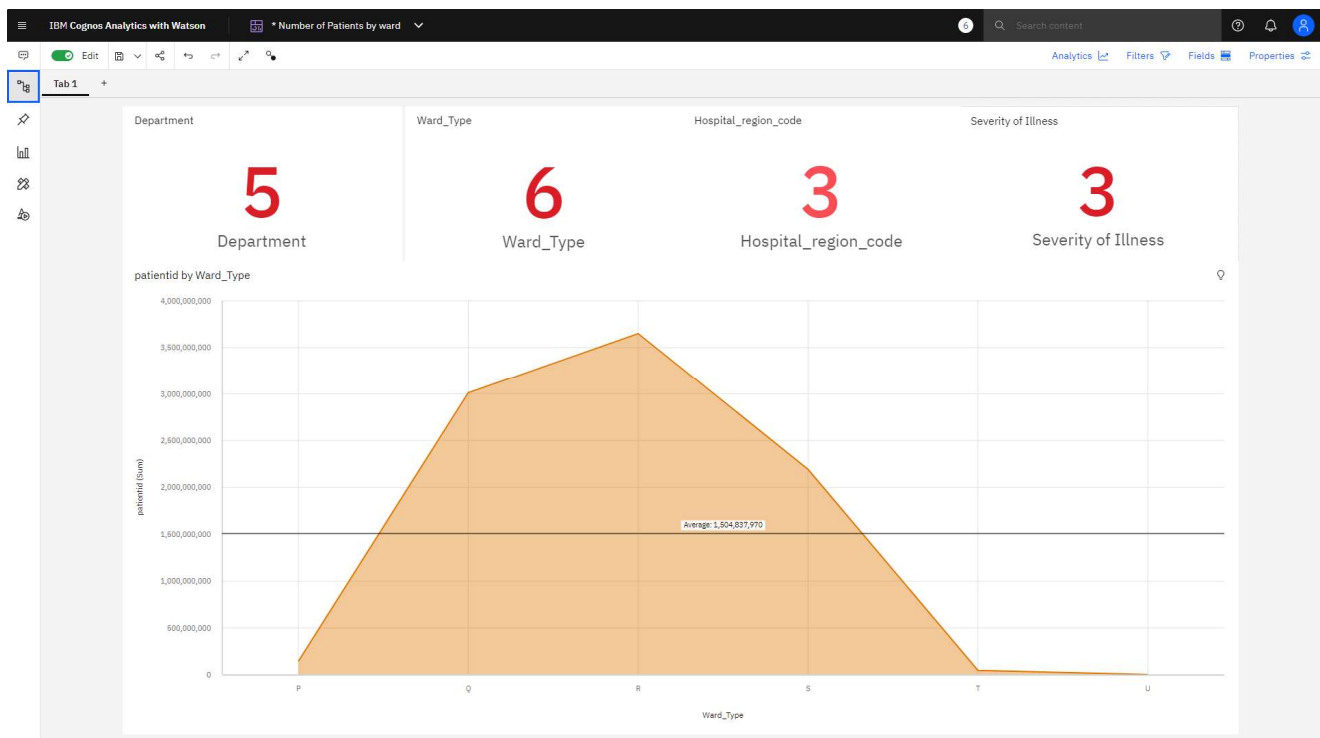 IBM Cognos Analytics with Watson
* Number of Patients by ward
6
Search content
Edit
Analytics
Filters
Fields
Properties
Tab 1
+
Department
Ward_Type
Hospital_region_code
Severity of Illness
5
6
3
3
Department
Ward_Type
Hospital_region_code
Severity of Illness
patientid by Ward_Type
4,000,000,000
3,500,000,000
3,000,000,000
2,500,000,000
2,000,000,000
1,500,000,000
1,000,000,000
500,000,000
0
patientid (Sum)
Average: 1,504,837,970
P
Q
R
S
T
U
Ward_Type